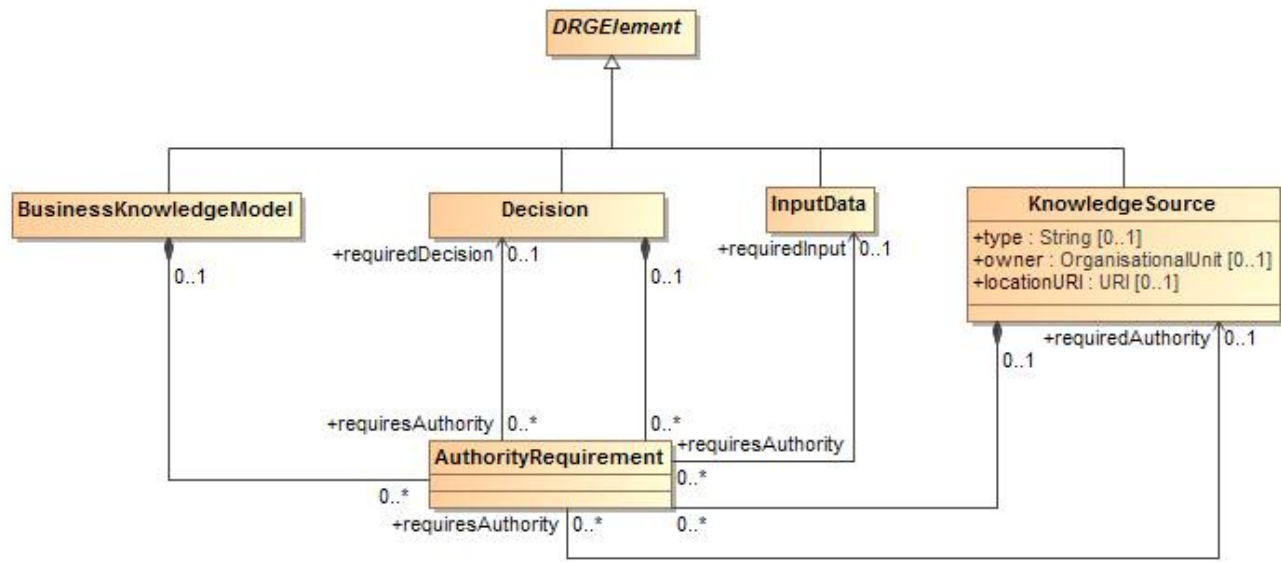 DRGElement
BusinessKnowledgeModel
Decision
InputData
KnowledgeSource
+type : String [0..1]
+owner : OrganisationalUnit [0..1]
+locationURI : URI [0..1]
0..1
+requiredDecision
0..1
0..1
+requiredInput
0..1
0..1
+requiredAuthority
0..1
+requiresAuthority
0..*
0..*
+requiresAuthority
0..*
AuthorityRequirement
0..*
+requiresAuthority
0..*
0..*